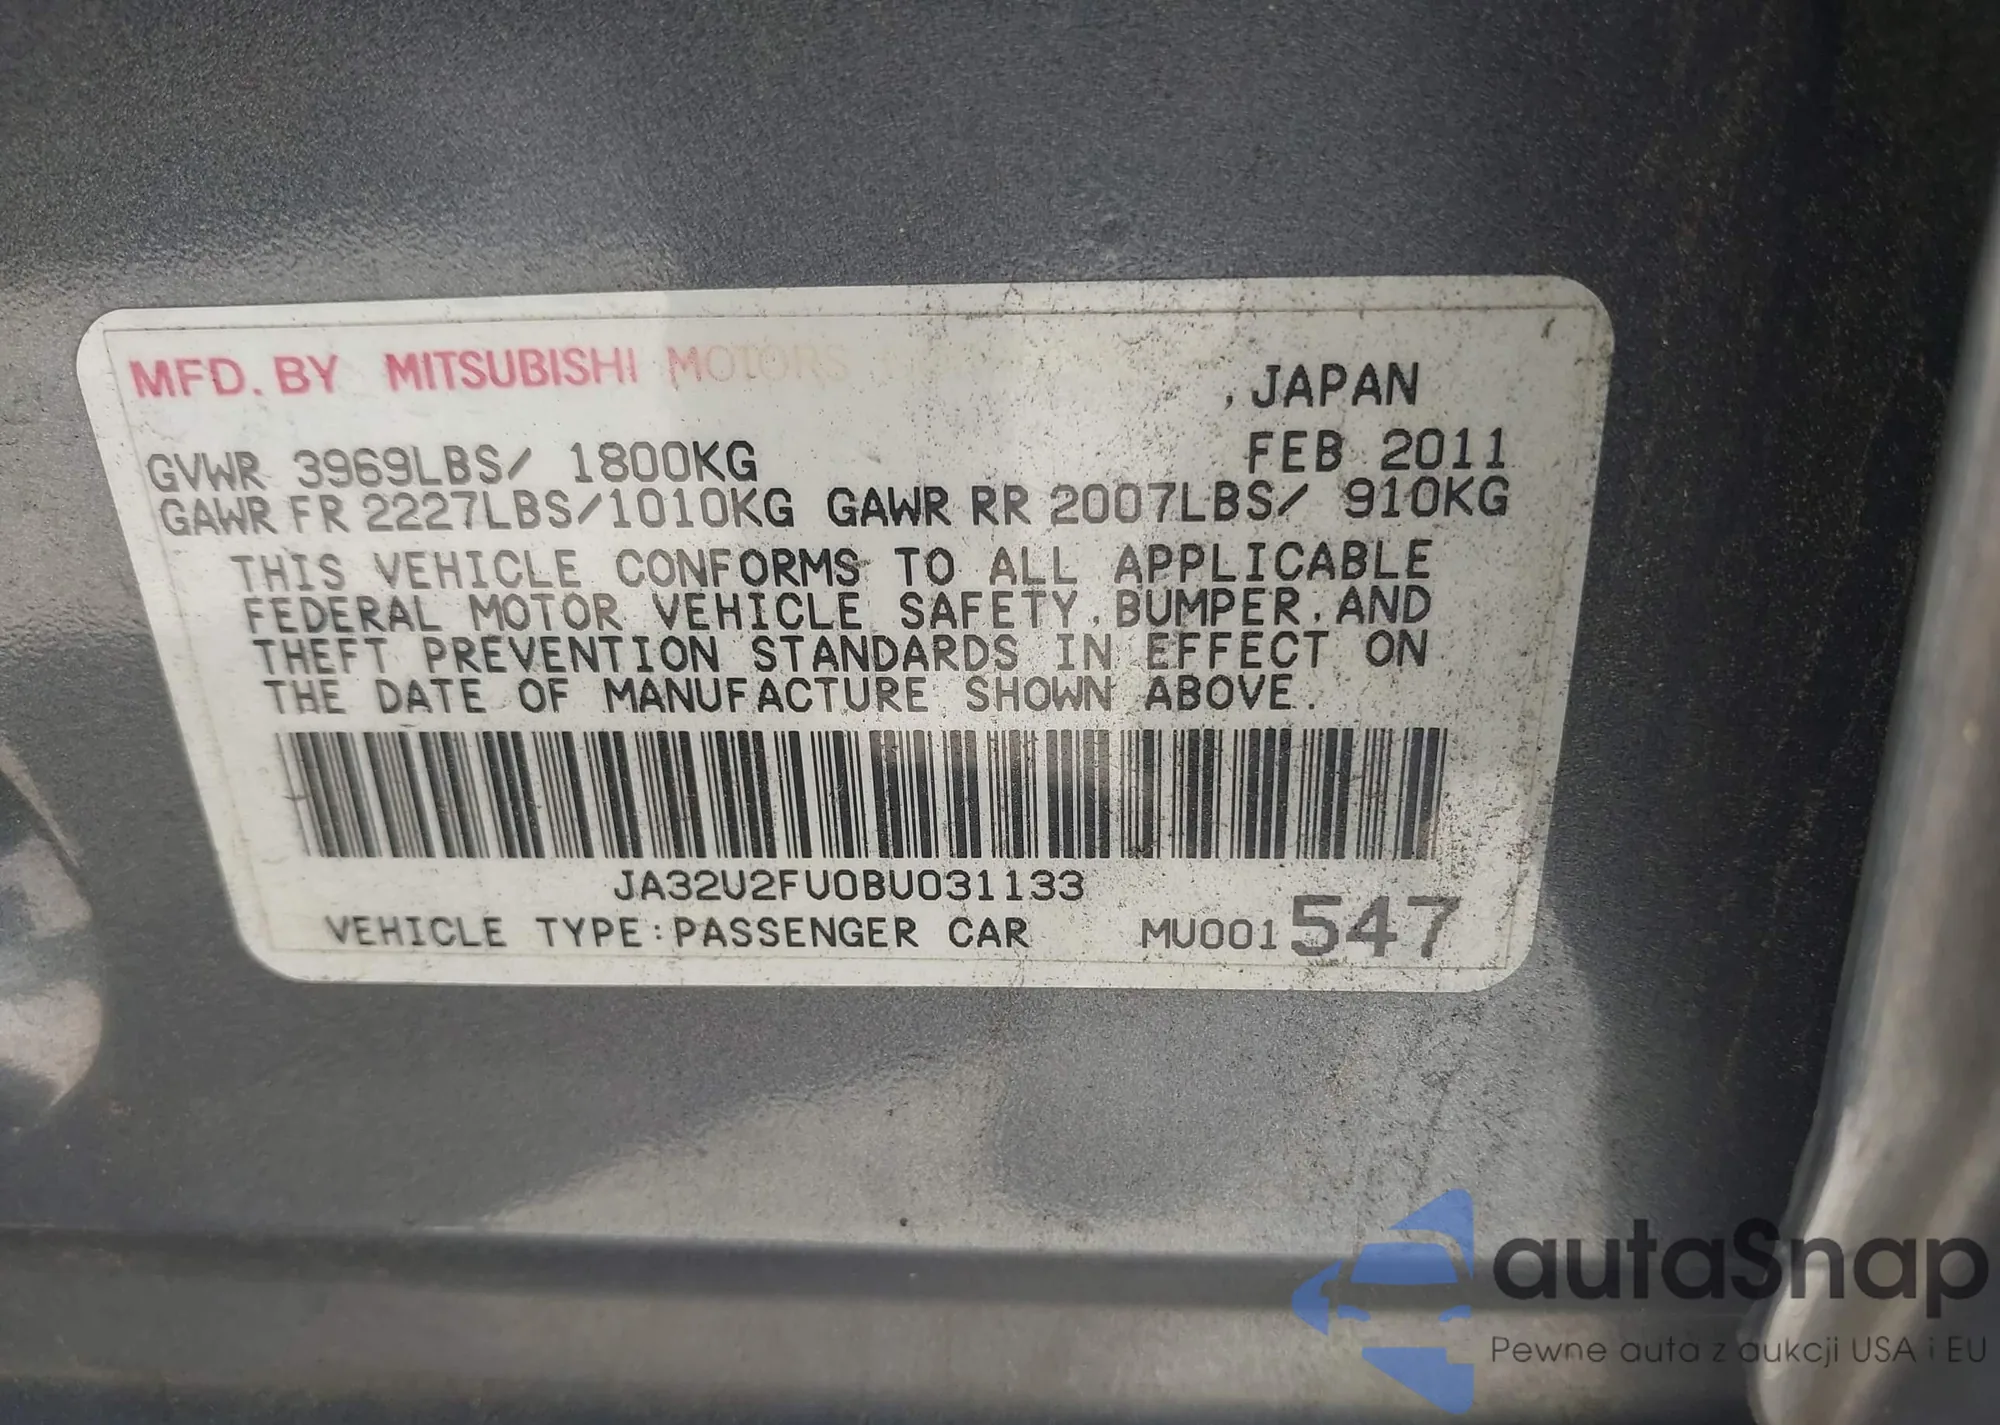 MFD. BY MITSUBISHI MOTORS
, JAPAN
GVWR 3969LBS/ 1800KG FEB 2011
GAWR FR 2227LBS/1010KG GAWR RR 2007LBS/ 910KG
THIS VEHICLE CONFORMS TO ALL APPLICABLE
FEDERAL MOTOR VEHICLE SAFETY, BUMPER, AND
THEFT PREVENTION STANDARDS IN EFFECT ON
THE DATE OF MANUFACTURE SHOWN ABOVE.
JA32U2FU0BU031133
VEHICLE TYPE:PASSENGER CAR MU001547
autaSnap
Pewne auta z aukcji USA i EU